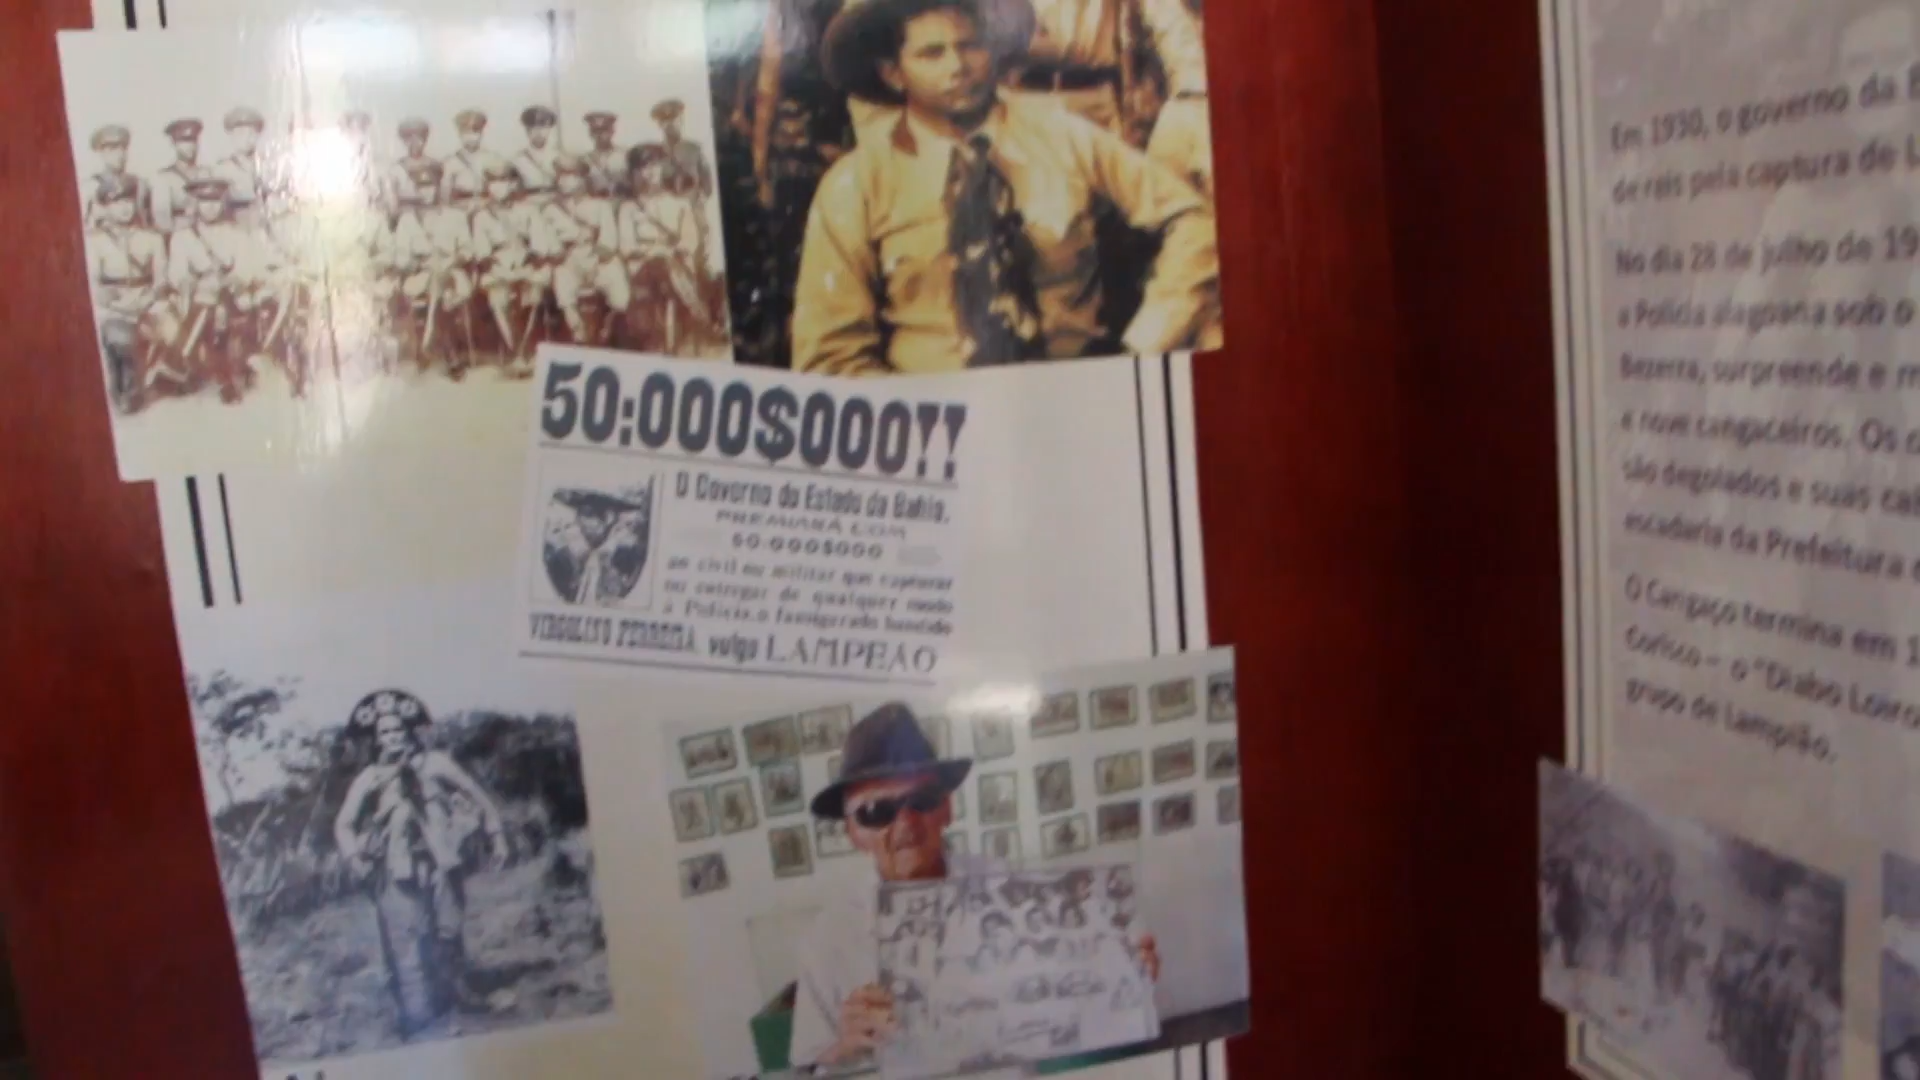 50:000$000!!
O Governo do Estado da Bahia,
PREMIARÁ COM
50:000$000
ao civil ou militar que capturar
ou entregar de qualquer modo
à Policia, o famigerado bandido
VIRGOLINO FERREIRA, vulgo LAMPEÃO
Em 1930, o governo da
de reis pela captura de
No dia 28 de julho de 19
a Polícia alagoana sob o
Bezerra, surpreende e
e nove cangaceiros. Os
são degolados e suas
escadaria da Prefeitura
O Cangaço termina em 1
Corisco – o "Diabo Loiro
grupo de Lampião.